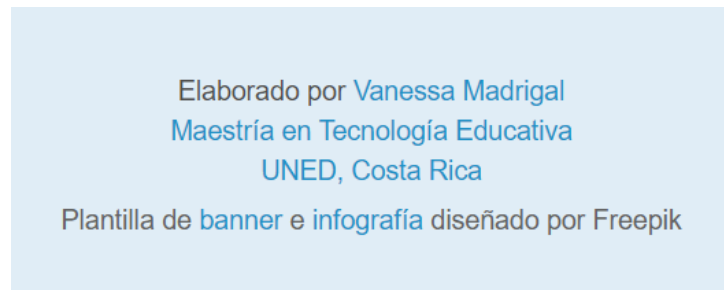 Elaborado por Vanessa Madrigal
Maestría en Tecnología Educativa
UNED, Costa Rica
Plantilla de banner e infografía diseñado por Freepik